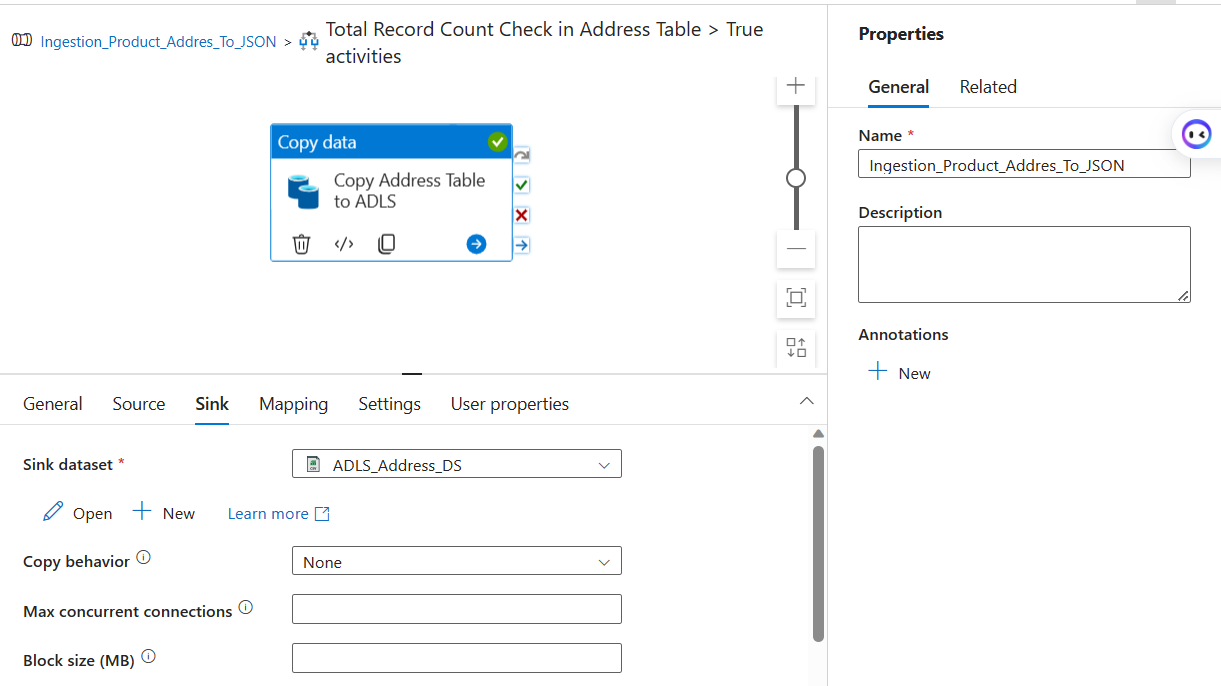 Ingestion_Product_Addres_To_JSON > Total Record Count Check in Address Table > True
activities
Copy data
Copy Address Table
to ADLS
General Source Sink Mapping Settings User properties
Sink dataset *
ADLS_Address_DS
Open New Learn more
Copy behavior
None
Max concurrent connections
Block size (MB)
Properties
General Related
Name *
Ingestion_Product_Addres_To_JSON
Description
Annotations
New